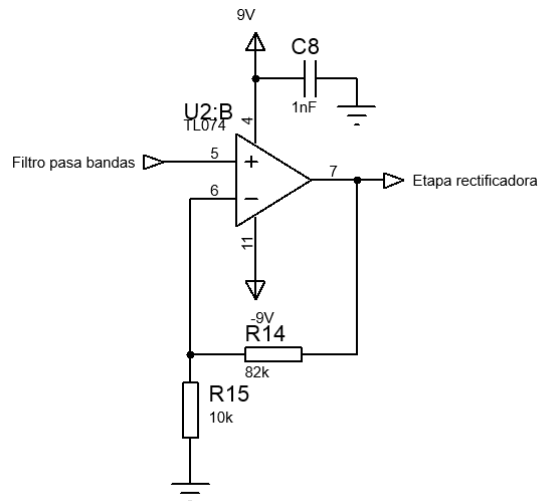 9V
C8
1nF
U2:B
TL074
4
Filtro pasa bandas
5
+
7
Etapa rectificadora
6
−
11
-9V
R14
82k
R15
10k